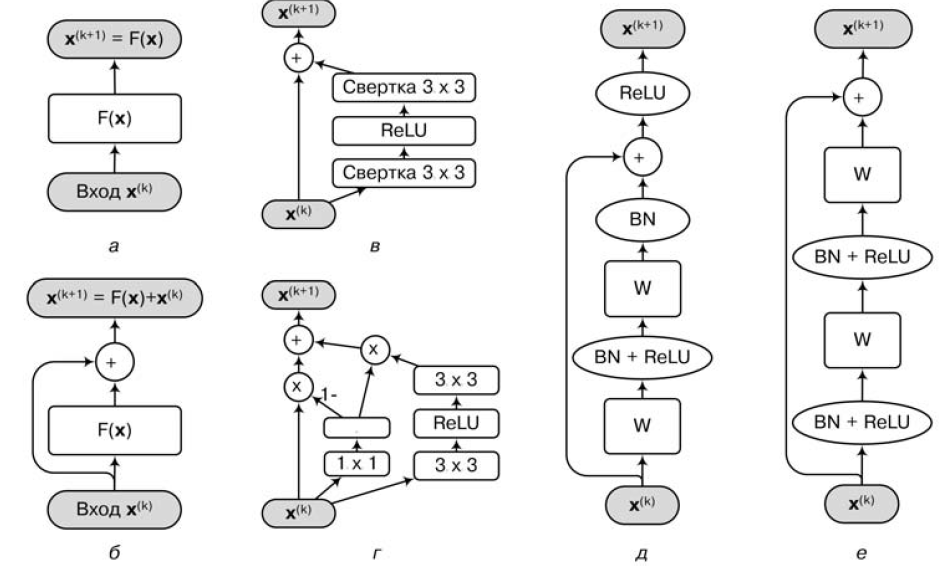 x^(k+1) = F(x)
F(x)
Вход x^(k)
а
x^(k+1) = F(x)+x^(k)
+
F(x)
Вход x^(k)
б
x^(k+1)
+
Свертка 3 x 3
ReLU
Свертка 3 x 3
x^(k)
в
x^(k+1)
+
x
x
1-
3 x 3
ReLU
1 x 1
3 x 3
x^(k)
г
x^(k+1)
ReLU
+
BN
W
BN + ReLU
W
x^(k)
д
x^(k+1)
+
W
BN + ReLU
W
BN + ReLU
x^(k)
е